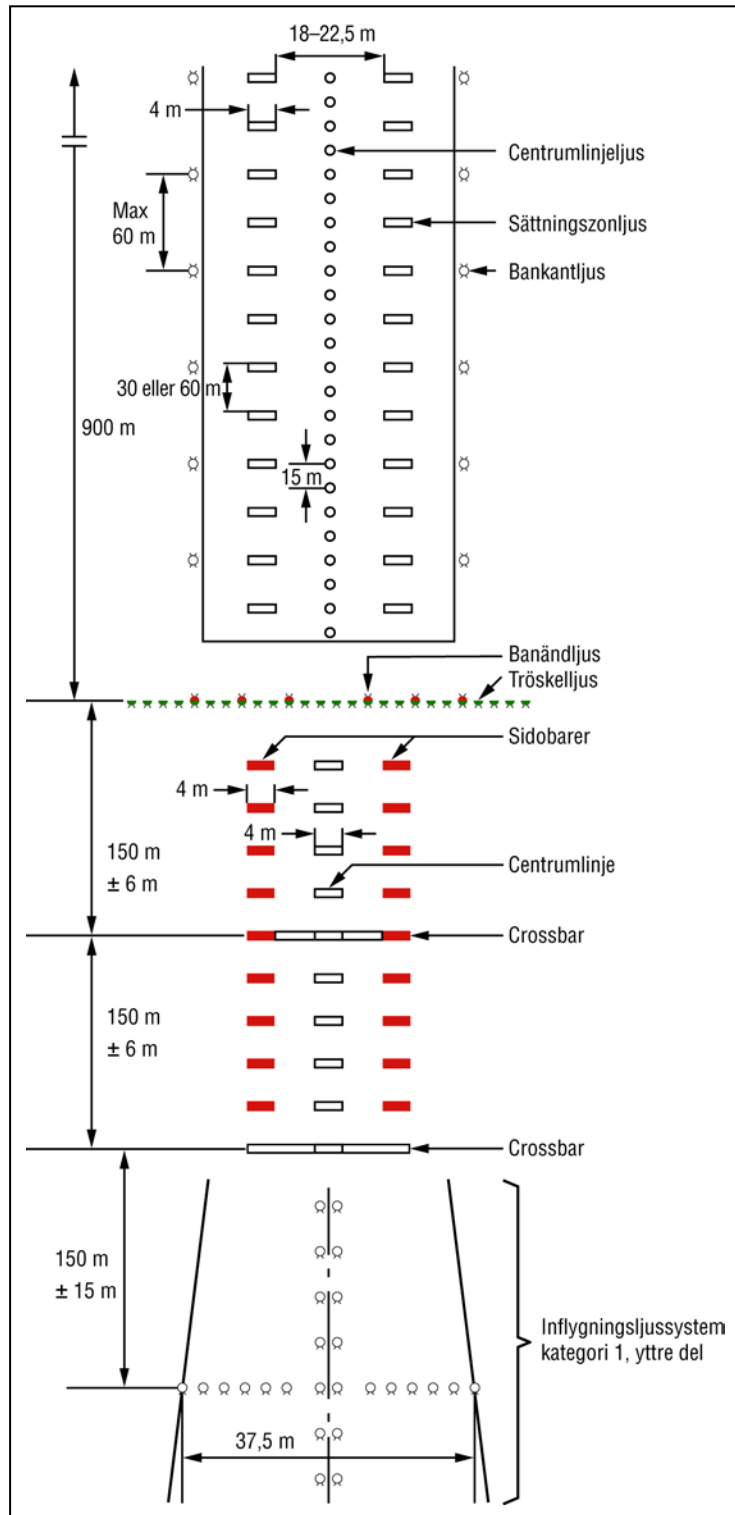 18–22,5 m
4 m
Centrumlinjeljus
Max
60 m
Sättningszonljus
Bankantljus
30 eller 60 m
900 m
15 m
Banändljus
Tröskelljus
Sidobarer
4 m
4 m
150 m
± 6 m
Centrumlinje
Crossbar
150 m
± 6 m
Crossbar
150 m
± 15 m
Inflygningsljussystem
kategori 1, yttre del
37,5 m